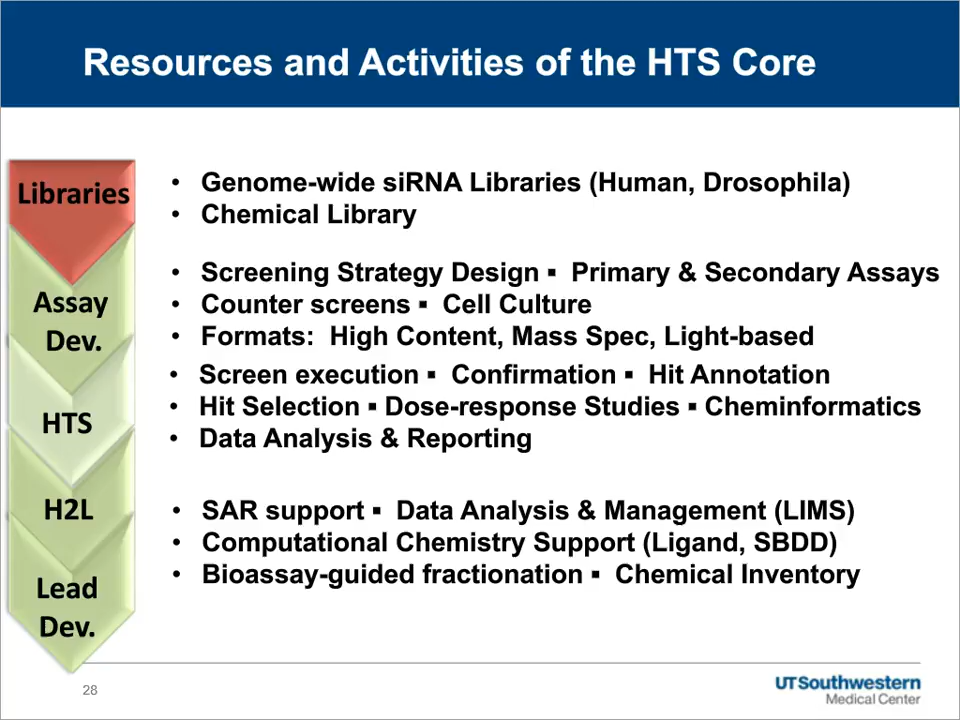 Resources and Activities of the HTS Core
Libraries
• Genome-wide siRNA Libraries (Human, Drosophila)
• Chemical Library
Assay
Dev.
• Screening Strategy Design ▪ Primary & Secondary Assays
• Counter screens ▪ Cell Culture
• Formats: High Content, Mass Spec, Light-based
HTS
• Screen execution ▪ Confirmation ▪ Hit Annotation
• Hit Selection ▪ Dose-response Studies ▪ Cheminformatics
• Data Analysis & Reporting
H2L
• SAR support ▪ Data Analysis & Management (LIMS)
• Computational Chemistry Support (Ligand, SBDD)
• Bioassay-guided fractionation ▪ Chemical Inventory
Lead
Dev.
28
UTSouthwestern
Medical Center